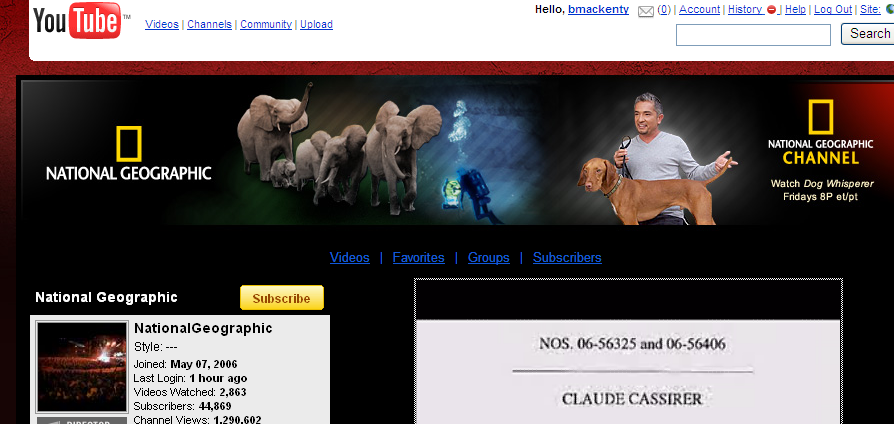 YouTube™
Hello, bmackenty (0) | Account | History | Help | Log Out | Site:
Videos | Channels | Community | Upload
Search
NATIONAL GEOGRAPHIC
NATIONAL GEOGRAPHIC
CHANNEL
Watch Dog Whisperer
Fridays 8P et/pt
Videos | Favorites | Groups | Subscribers
National Geographic
Subscribe
NationalGeographic
Style: ---
Joined: May 07, 2006
Last Login: 1 hour ago
Videos Watched: 2,863
Subscribers: 44,869
Channel Views: 1,290,602
DIRECTOR
NOS. 06-56325 and 06-56406
CLAUDE CASSIRER